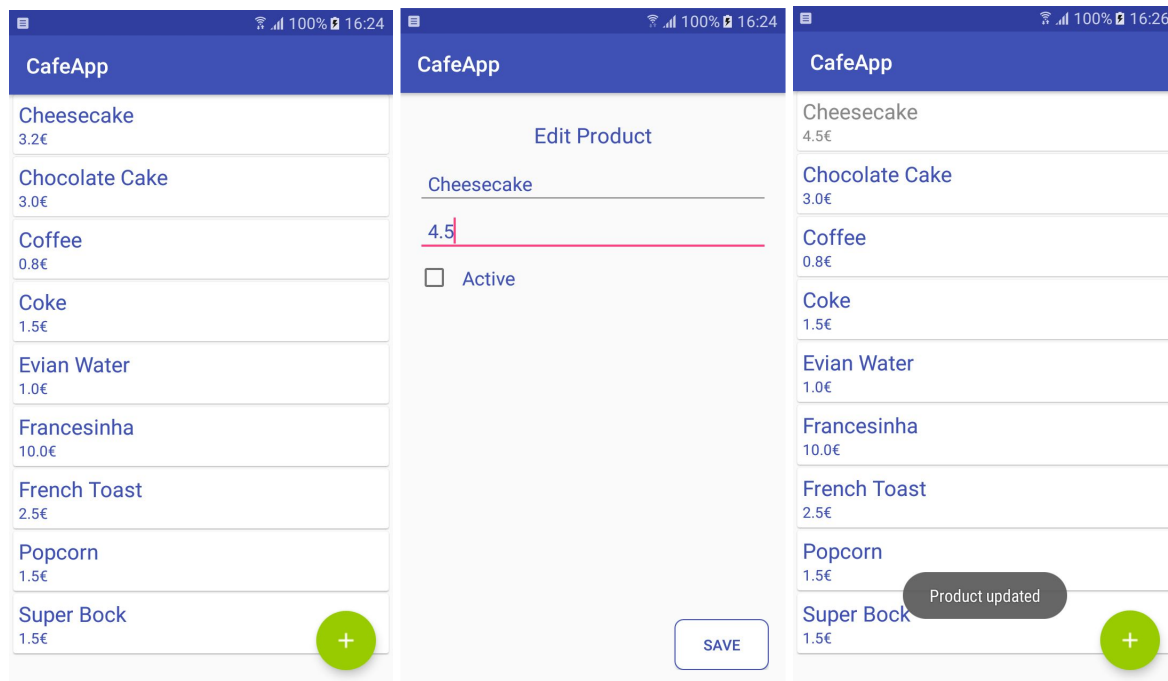 100% 16:24
CafeApp
Cheesecake
3.2€
Chocolate Cake
3.0€
Coffee
0.8€
Coke
1.5€
Evian Water
1.0€
Francesinha
10.0€
French Toast
2.5€
Popcorn
1.5€
Super Bock
1.5€
+
100% 16:24
CafeApp
Edit Product
Cheesecake
4.5
Active
SAVE
100% 16:26
CafeApp
Cheesecake
4.5€
Chocolate Cake
3.0€
Coffee
0.8€
Coke
1.5€
Evian Water
1.0€
Francesinha
10.0€
French Toast
2.5€
Popcorn
1.5€
Product updated
Super Bock
1.5€
+